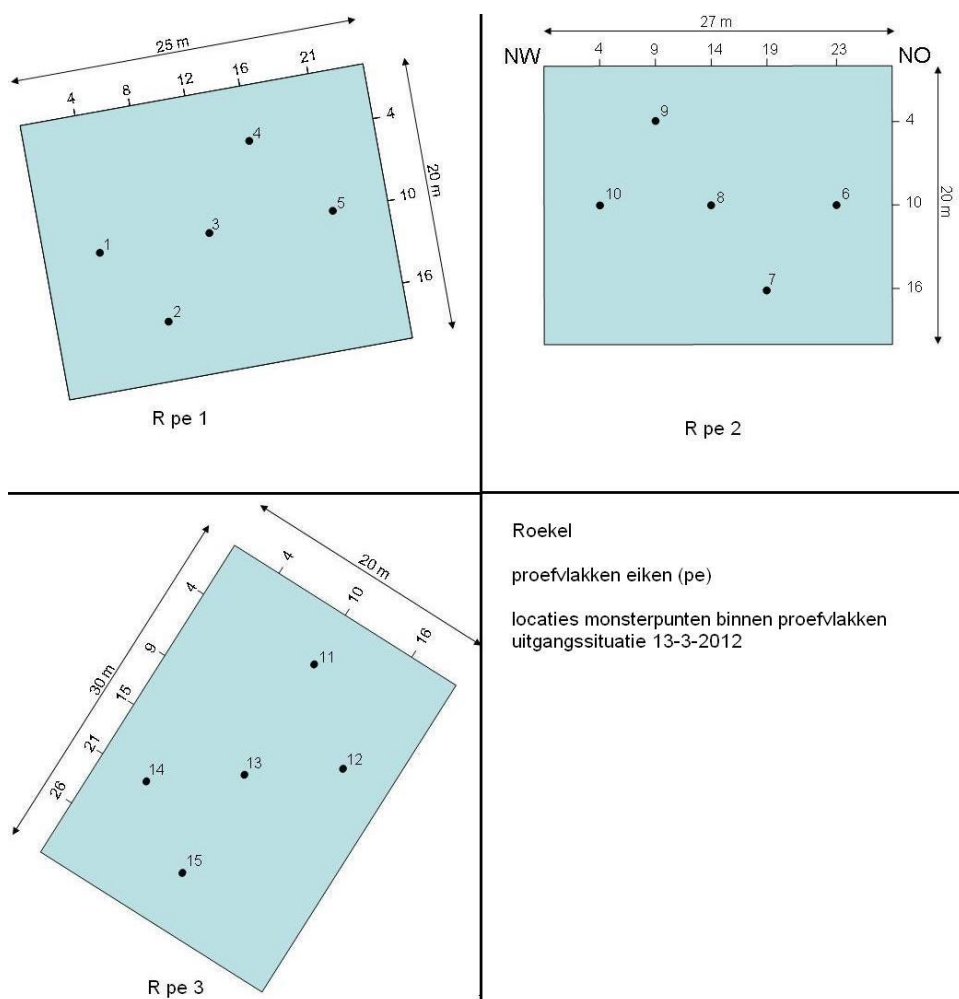 25 m
4 8 12 16 21
4
10
16
20 m
1
2
3
4
5
R pe 1
27 m
NW 4 9 14 19 23 NO
4
10
16
20 m
9
10
8
6
7
R pe 2
20 m
4
10
16
30 m
4
9
15
21
26
11
12
13
14
15
R pe 3
Roekel
proefvlakken eiken (pe)
locaties monsterpunten binnen proefvlakken
uitgangssituatie 13-3-2012